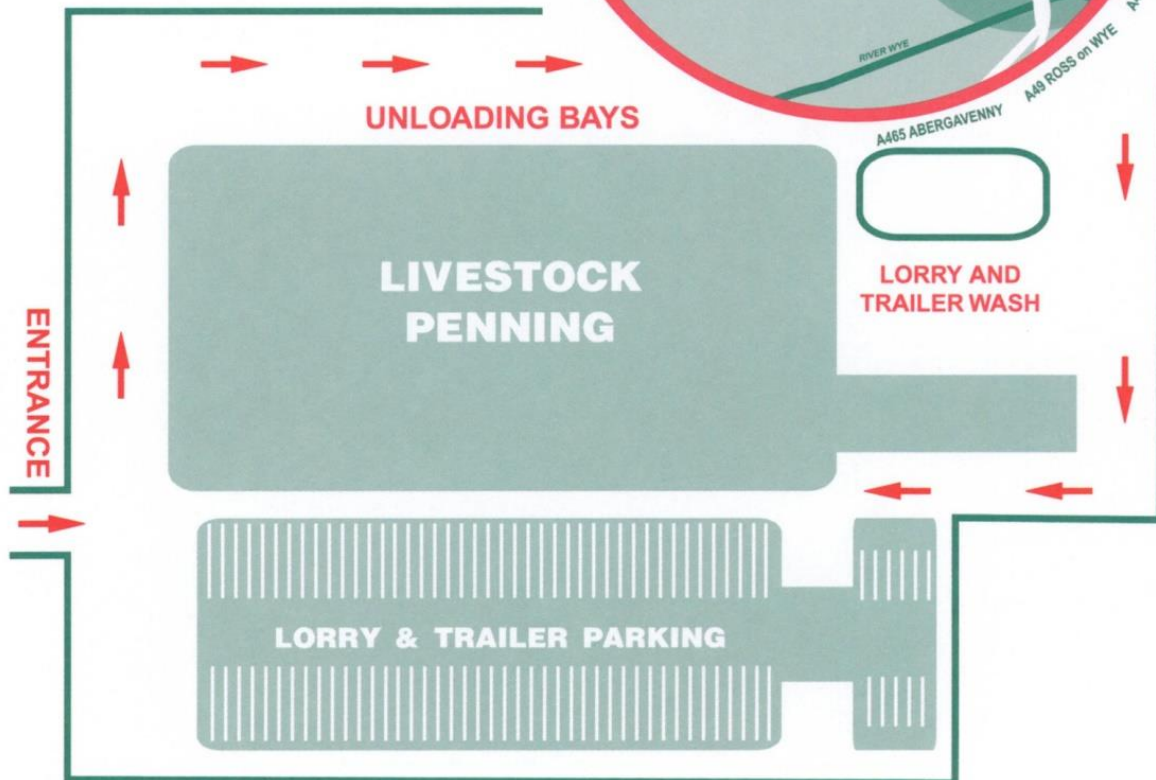 RIVER WYE
A49 ROSS on WYE
A465 ABERGAVENNY
UNLOADING BAYS
LIVESTOCK
PENNING
LORRY AND
TRAILER WASH
ENTRANCE
LORRY & TRAILER PARKING